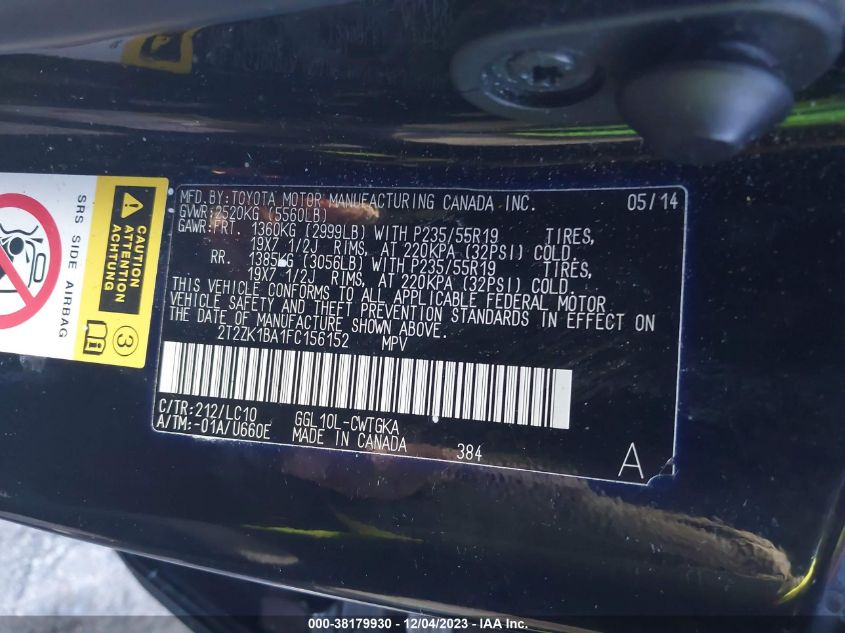 SRS SIDE AIRBAG
CAUTION
ATTENTION
ACHTUNG
3
MFD.BY:TOYOTA MOTOR MANUFACTURING CANADA INC. 05/14
GVWR:2520KG (5560LB)
GAWR:FRT. 1360KG (2999LB) WITH P235/55R19 TIRES,
19X7 1/2J RIMS, AT 220KPA (32PSI) COLD.
RR. 1385KG (3056LB) WITH P235/55R19 TIRES,
19X7 1/2J RIMS, AT 220KPA (32PSI) COLD.
THIS VEHICLE CONFORMS TO ALL APPLICABLE FEDERAL MOTOR
VEHICLE SAFETY AND THEFT PREVENTION STANDARDS IN EFFECT ON
THE DATE OF MANUFACTURE SHOWN ABOVE.
2T2ZK1BA1FC156152 MPV
C/TR:212/LC10 GGL10L-CWTGKA
A/TM:-01A/U660E MADE IN CANADA 384
A
000-38179930 - 12/04/2023 - IAA Inc.